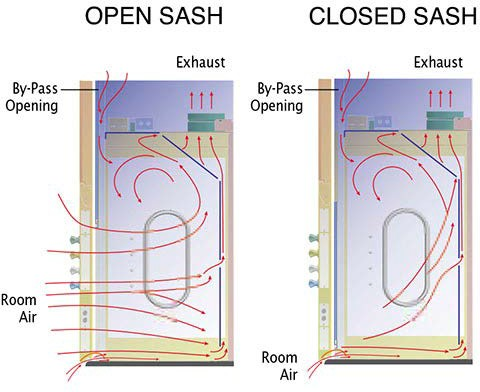 OPEN SASH
Exhaust
By-Pass
Opening
Room
Air
CLOSED SASH
Exhaust
By-Pass
Opening
Room
Air